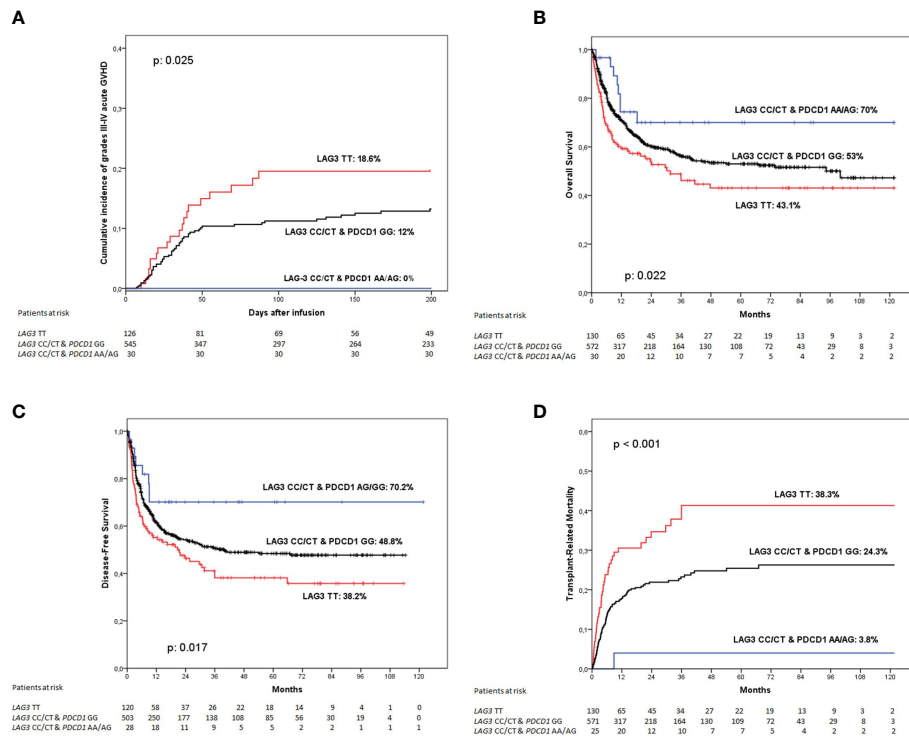 A
Cumulative incidence of grades III-IV acute GVHD
0,4
0,3
0,2
0,1
0,0
p: 0.025
LAG3 TT: 18.6%
LAG3 CC/CT & PDCD1 GG: 12%
LAG-3 CC/CT & PDCD1 AA/AG: 0%
0 50 100 150 200
Days after infusion
Patients at risk
LAG3 TT 126 81 69 56 49
LAG3 CC/CT & PDCD1 GG 545 347 297 264 233
LAG3 CC/CT & PDCD1 AA/AG 30 30 30 30 30
B
Overall Survival
1,0
0,8
0,6
0,4
0,2
0,0
LAG3 CC/CT & PDCD1 AA/AG: 70%
LAG3 CC/CT & PDCD1 GG: 53%
LAG3 TT: 43.1%
p: 0.022
0 12 24 36 48 60 72 84 96 108 120
Months
Patients at risk
LAG3 TT 130 65 45 34 27 22 19 13 9 3 2
LAG3 CC/CT & PDCD1 GG 572 317 218 164 130 108 72 43 29 8 3
LAG3 CC/CT & PDCD1 AA/AG 30 20 12 10 7 7 5 4 2 2 2
C
Disease-Free Survival
1,0
0,8
0,6
0,4
0,2
0,0
LAG3 CC/CT & PDCD1 AG/GG: 70.2%
LAG3 CC/CT & PDCD1 GG: 48.8%
LAG3 TT: 38.2%
p: 0.017
0 12 24 36 48 60 72 84 96 108 120
Months
Patients at risk
LAG3 TT 120 58 37 26 22 18 14 9 4 1 0
LAG3 CC/CT & PDCD1 GG 503 250 177 138 108 85 56 30 19 4 0
LAG3 CC/CT & PDCD1 AA/AG 28 18 11 9 5 5 2 2 1 1 1
D
Transplant-Related Mortality
0,6
0,5
0,4
0,3
0,2
0,1
0,0
p < 0.001
LAG3 TT: 38.3%
LAG3 CC/CT & PDCD1 GG: 24.3%
LAG3 CC/CT & PDCD1 AA/AG: 3.8%
0 12 24 36 48 60 72 84 96 108 120
Months
Patients at risk
LAG3 TT 130 65 45 34 27 22 19 13 9 3 2
LAG3 CC/CT & PDCD1 GG 571 317 218 164 130 109 72 43 29 8 3
LAG3 CC/CT & PDCD1 AA/AG 25 20 12 10 7 7 5 4 2 2 2